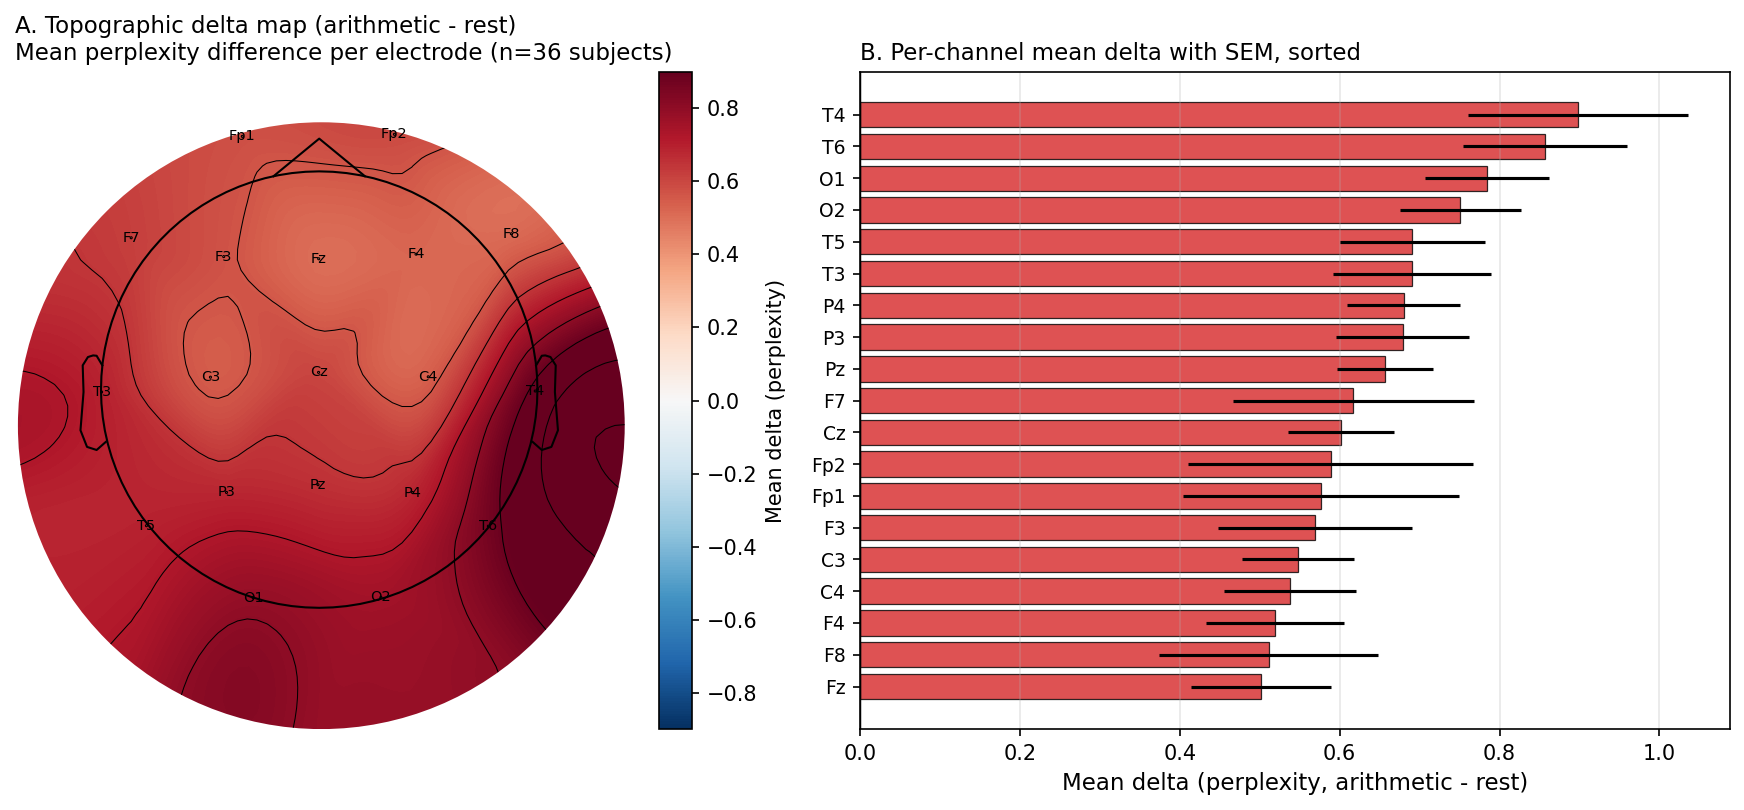 A. Topographic delta map (arithmetic - rest)
Mean perplexity difference per electrode (n=36 subjects)
Fp1
Fp2
F7
F3
Fz
F4
F8
T3
C3
Cz
C4
T4
T5
P3
Pz
P4
T6
O1
O2
0.8
0.6
0.4
0.2
0.0
−0.2
−0.4
−0.6
−0.8
Mean delta (perplexity)
B. Per-channel mean delta with SEM, sorted
T4
T6
O1
O2
T5
T3
P4
P3
Pz
F7
Cz
Fp2
Fp1
F3
C3
C4
F4
F8
Fz
0.0 0.2 0.4 0.6 0.8 1.0
Mean delta (perplexity, arithmetic - rest)